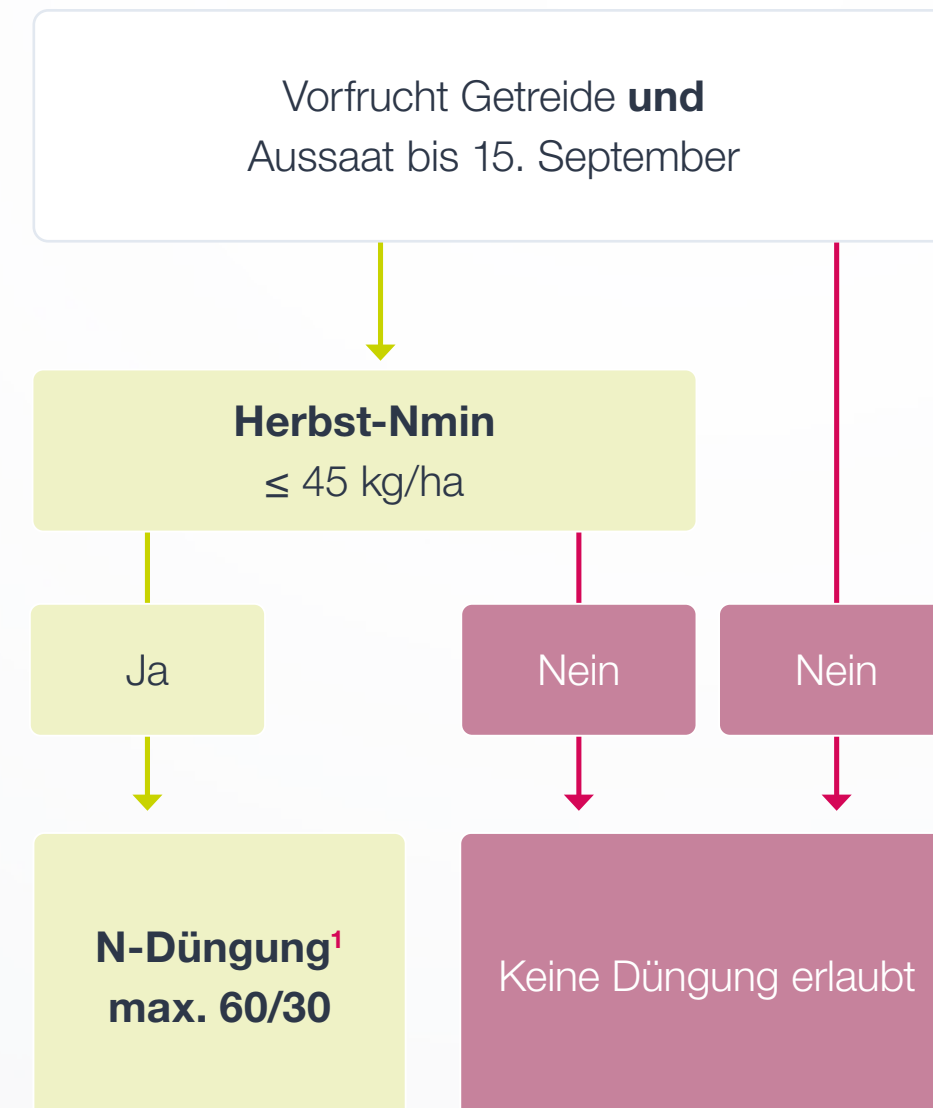 Vorfrucht Getreide und
Aussaat bis 15. September
Herbst-Nmin
≤ 45 kg/ha
Ja
Nein
Nein
N-Düngung¹
max. 60/30
Keine Düngung erlaubt